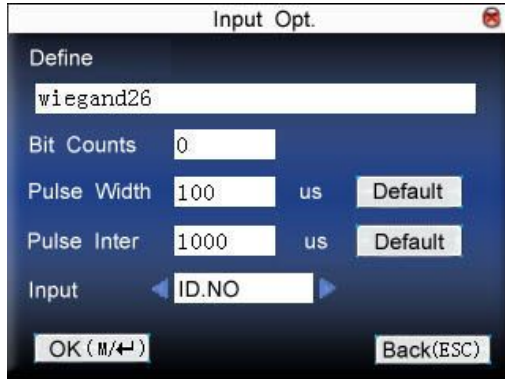 Input Opt.
Define
wiegand26
Bit Counts 0
Pulse Width 100 us Default
Pulse Inter 1000 us Default
Input ID.NO
OK(M/↵) Back(ESC)